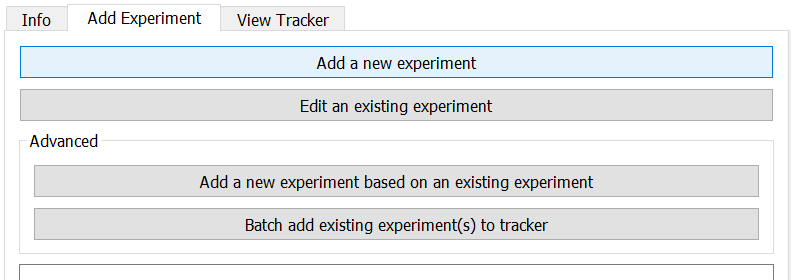 Info
Add Experiment
View Tracker
Add a new experiment
Edit an existing experiment
Advanced
Add a new experiment based on an existing experiment
Batch add existing experiment(s) to tracker